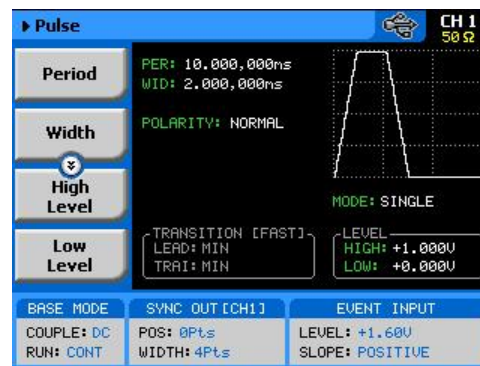 Pulse
CH 1
50 Ω
Period
Width
High
Level
Low
Level
PER: 10.000,000ns
WID: 2.000,000ns
POLARITY: NORMAL
MODE: SINGLE
TRANSITION [FAST]
LEAD: MIN
TRAI: MIN
LEVEL
HIGH: +1.000V
LOW: +0.000V
BASE MODE
COUPLE: DC
RUN: CONT
SYNC OUT [CH1]
POS: 0Pts
WIDTH: 4Pts
EVENT INPUT
LEVEL: +1.60V
SLOPE: POSITIVE